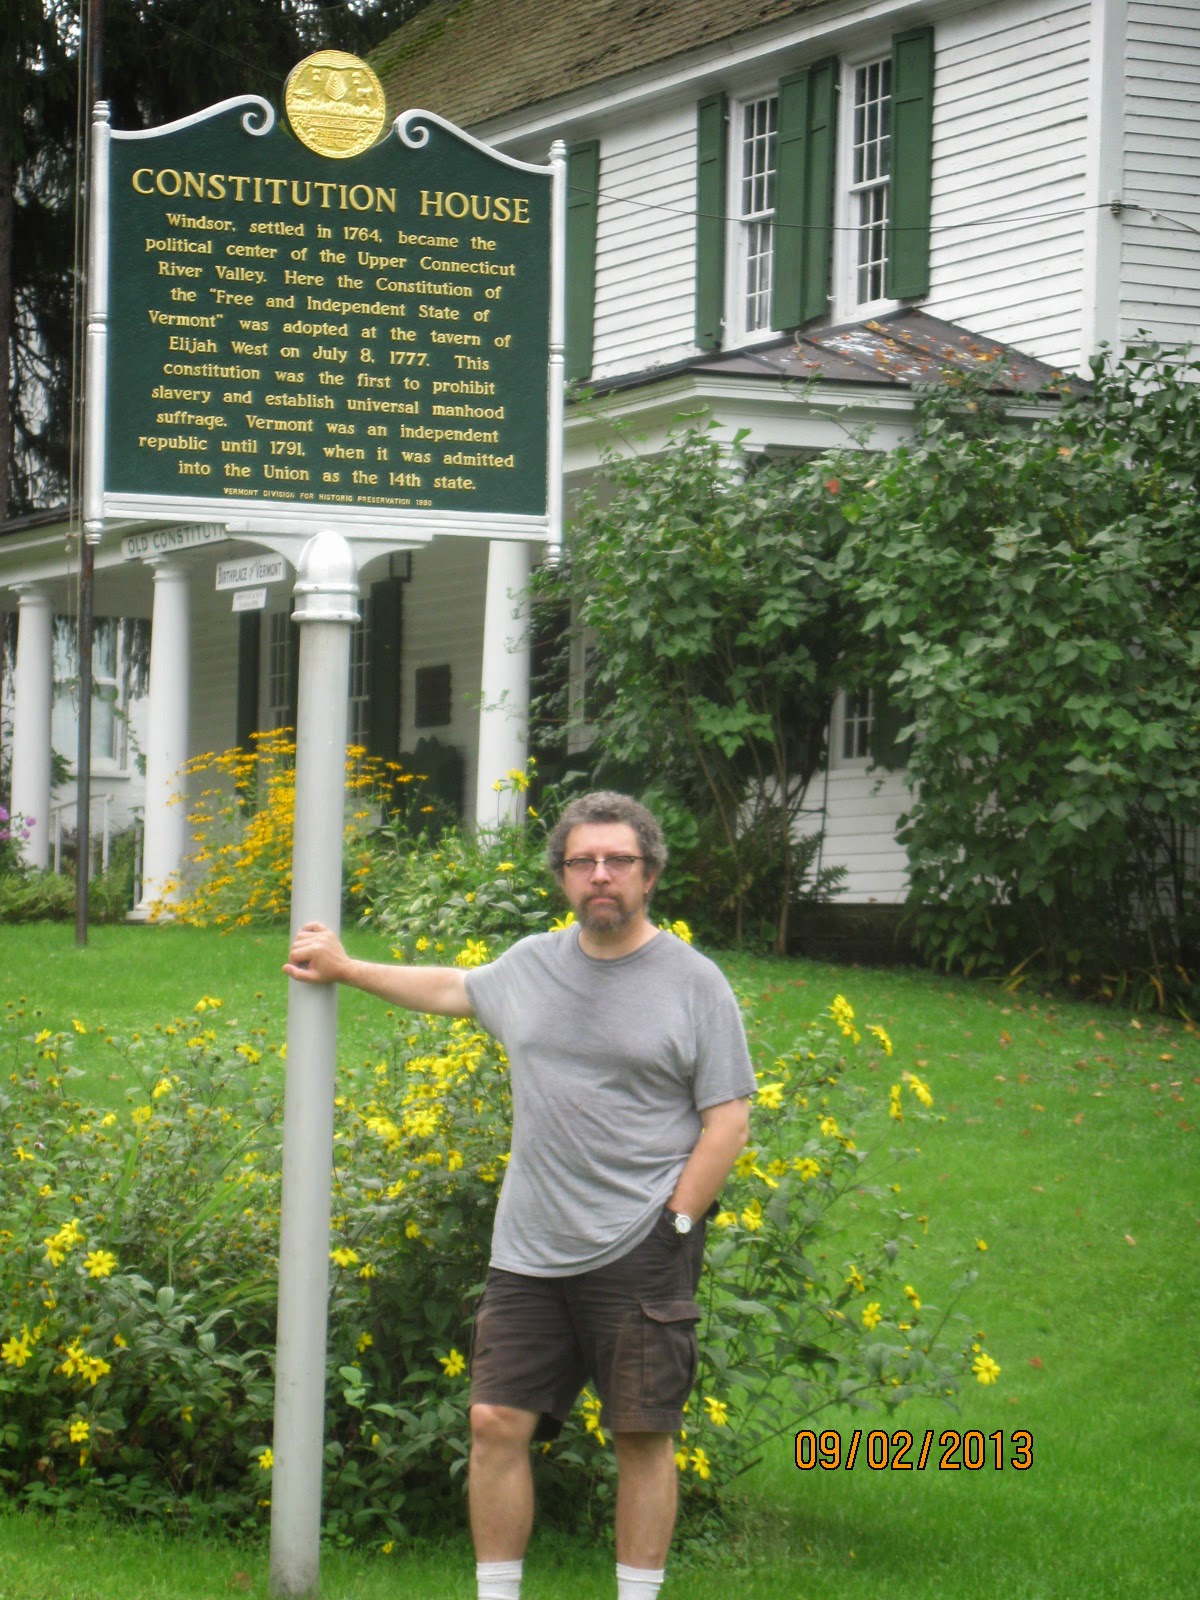 CONSTITUTION HOUSE
Windsor, settled in 1764, became the
political center of the Upper Connecticut
River Valley. Here the Constitution of
the "Free and Independent State of
Vermont" was adopted at the tavern of
Elijah West on July 8, 1777. This
constitution was the first to prohibit
slavery and establish universal manhood
suffrage. Vermont was an independent
republic until 1791, when it was admitted
into the Union as the 14th state.
VERMONT DIVISION FOR HISTORIC PRESERVATION 1990
OLD CONSTITUTI
BIRTHPLACE OF VERMONT
09/02/2013